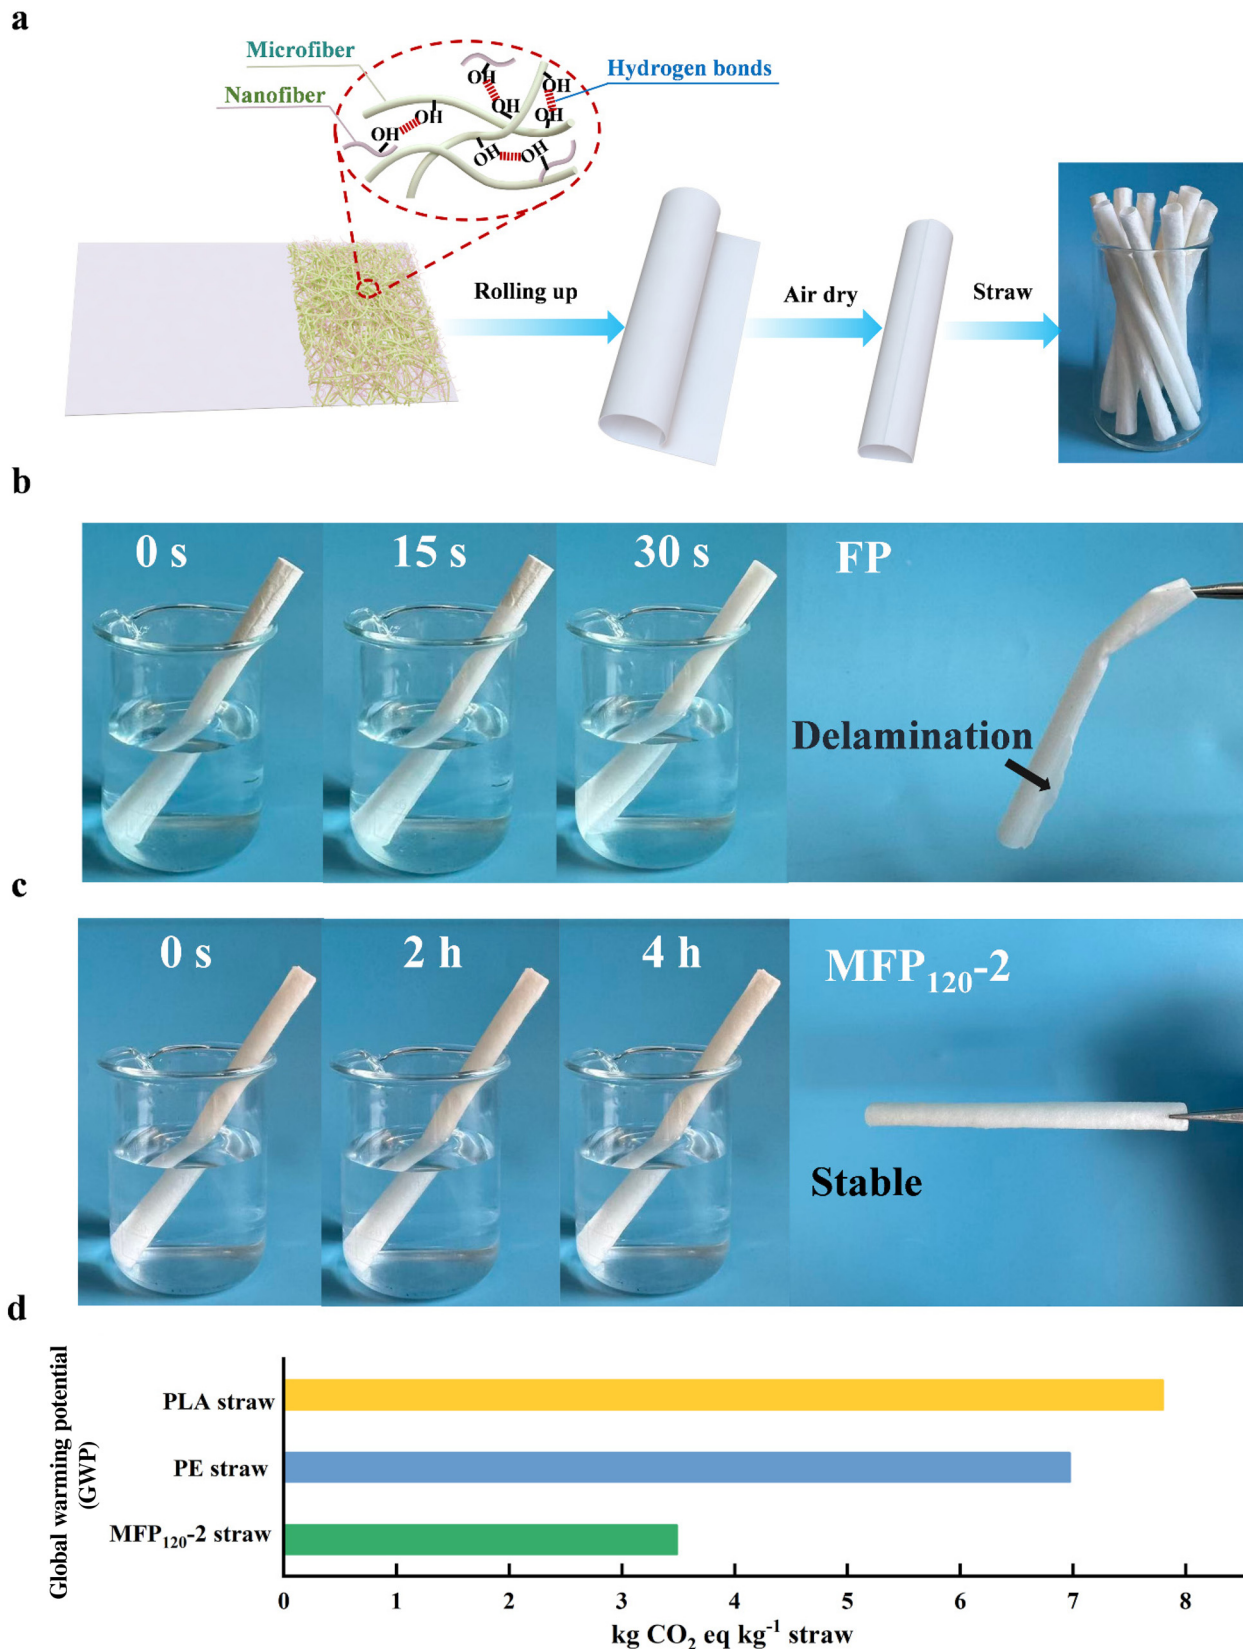 a
Microfiber
Nanofiber
Hydrogen bonds
OH
OH
OH
OH
OH
OH
OH
OH
Rolling up
Air dry
Straw
b
0 s
15 s
30 s
FP
Delamination
c
0 s
2 h
4 h
MFP₁₂₀-2
Stable
d
Global warming potential
(GWP)
PLA straw
PE straw
MFP₁₂₀-2 straw
0 1 2 3 4 5 6 7 8
kg CO₂ eq kg⁻¹ straw